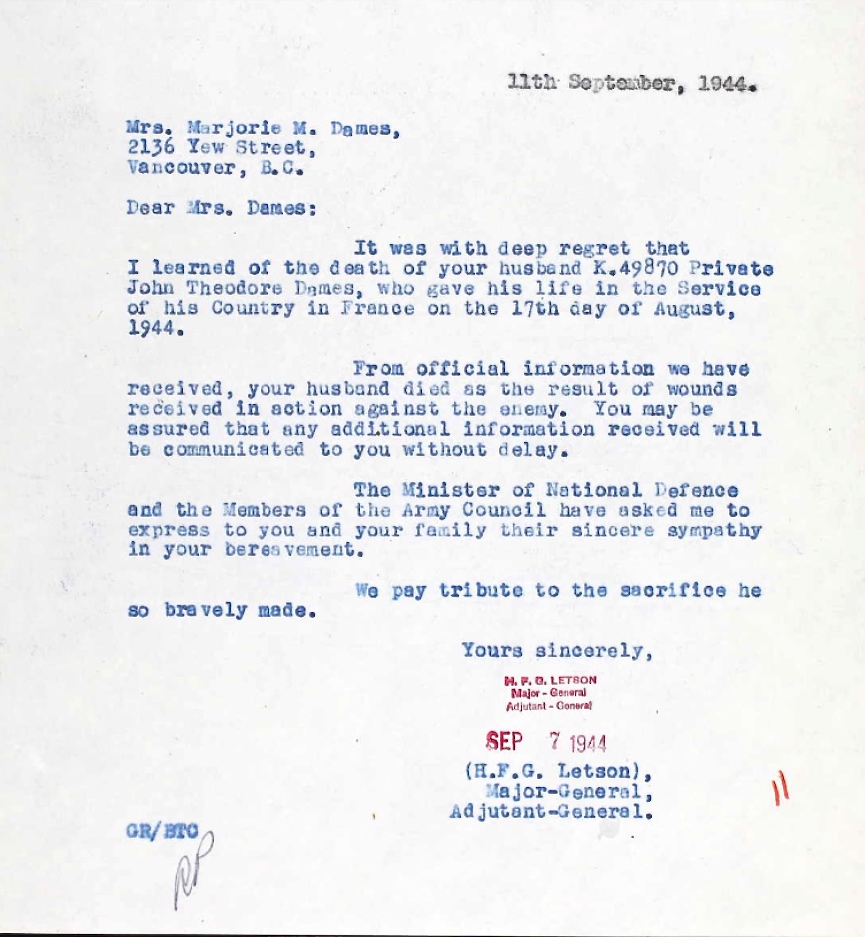 11th September, 1944.
Mrs. Marjorie M. Dames,
2136 Yew Street,
Vancouver, B.C.
Dear Mrs. Dames:
It was with deep regret that
I learned of the death of your husband K.49870 Private
John Theodore Dames, who gave his life in the Service
of his Country in France on the 17th day of August,
1944.
From official information we have
received, your husband died as the result of wounds
received in action against the enemy. You may be
assured that any additional information received will
be communicated to you without delay.
The Minister of National Defence
and the Members of the Army Council have asked me to
express to you and your family their sincere sympathy
in your bereavement.
We pay tribute to the sacrifice he
so bravely made.
Yours sincerely,
H. F. G. LETSON
Major - General
Adjutant - General
SEP 7 1944
(H.F.G. Letson),
Major-General,
Adjutant-General.
11
GR/BTC